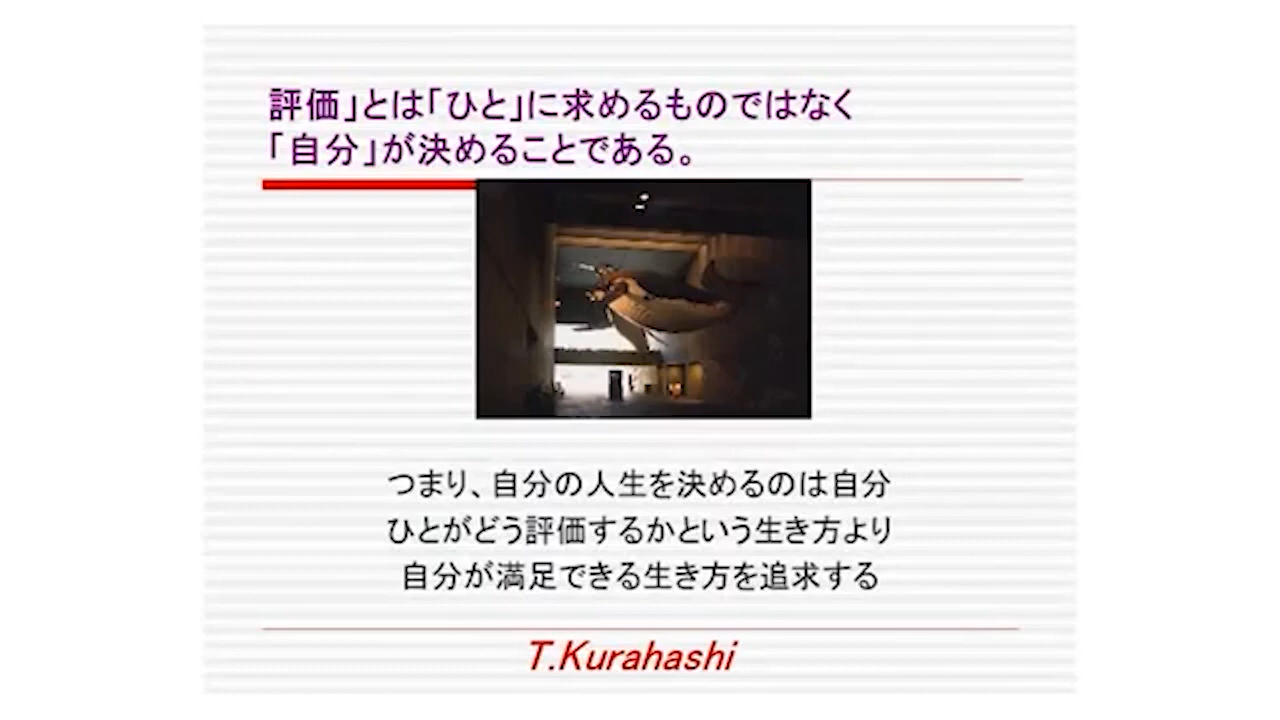 評価」とは「ひと」に求めるものではなく
「自分」が決めることである。
つまり、自分の人生を決めるのは自分
ひとがどう評価するかという生き方より
自分が満足できる生き方を追求する
T.Kurahashi